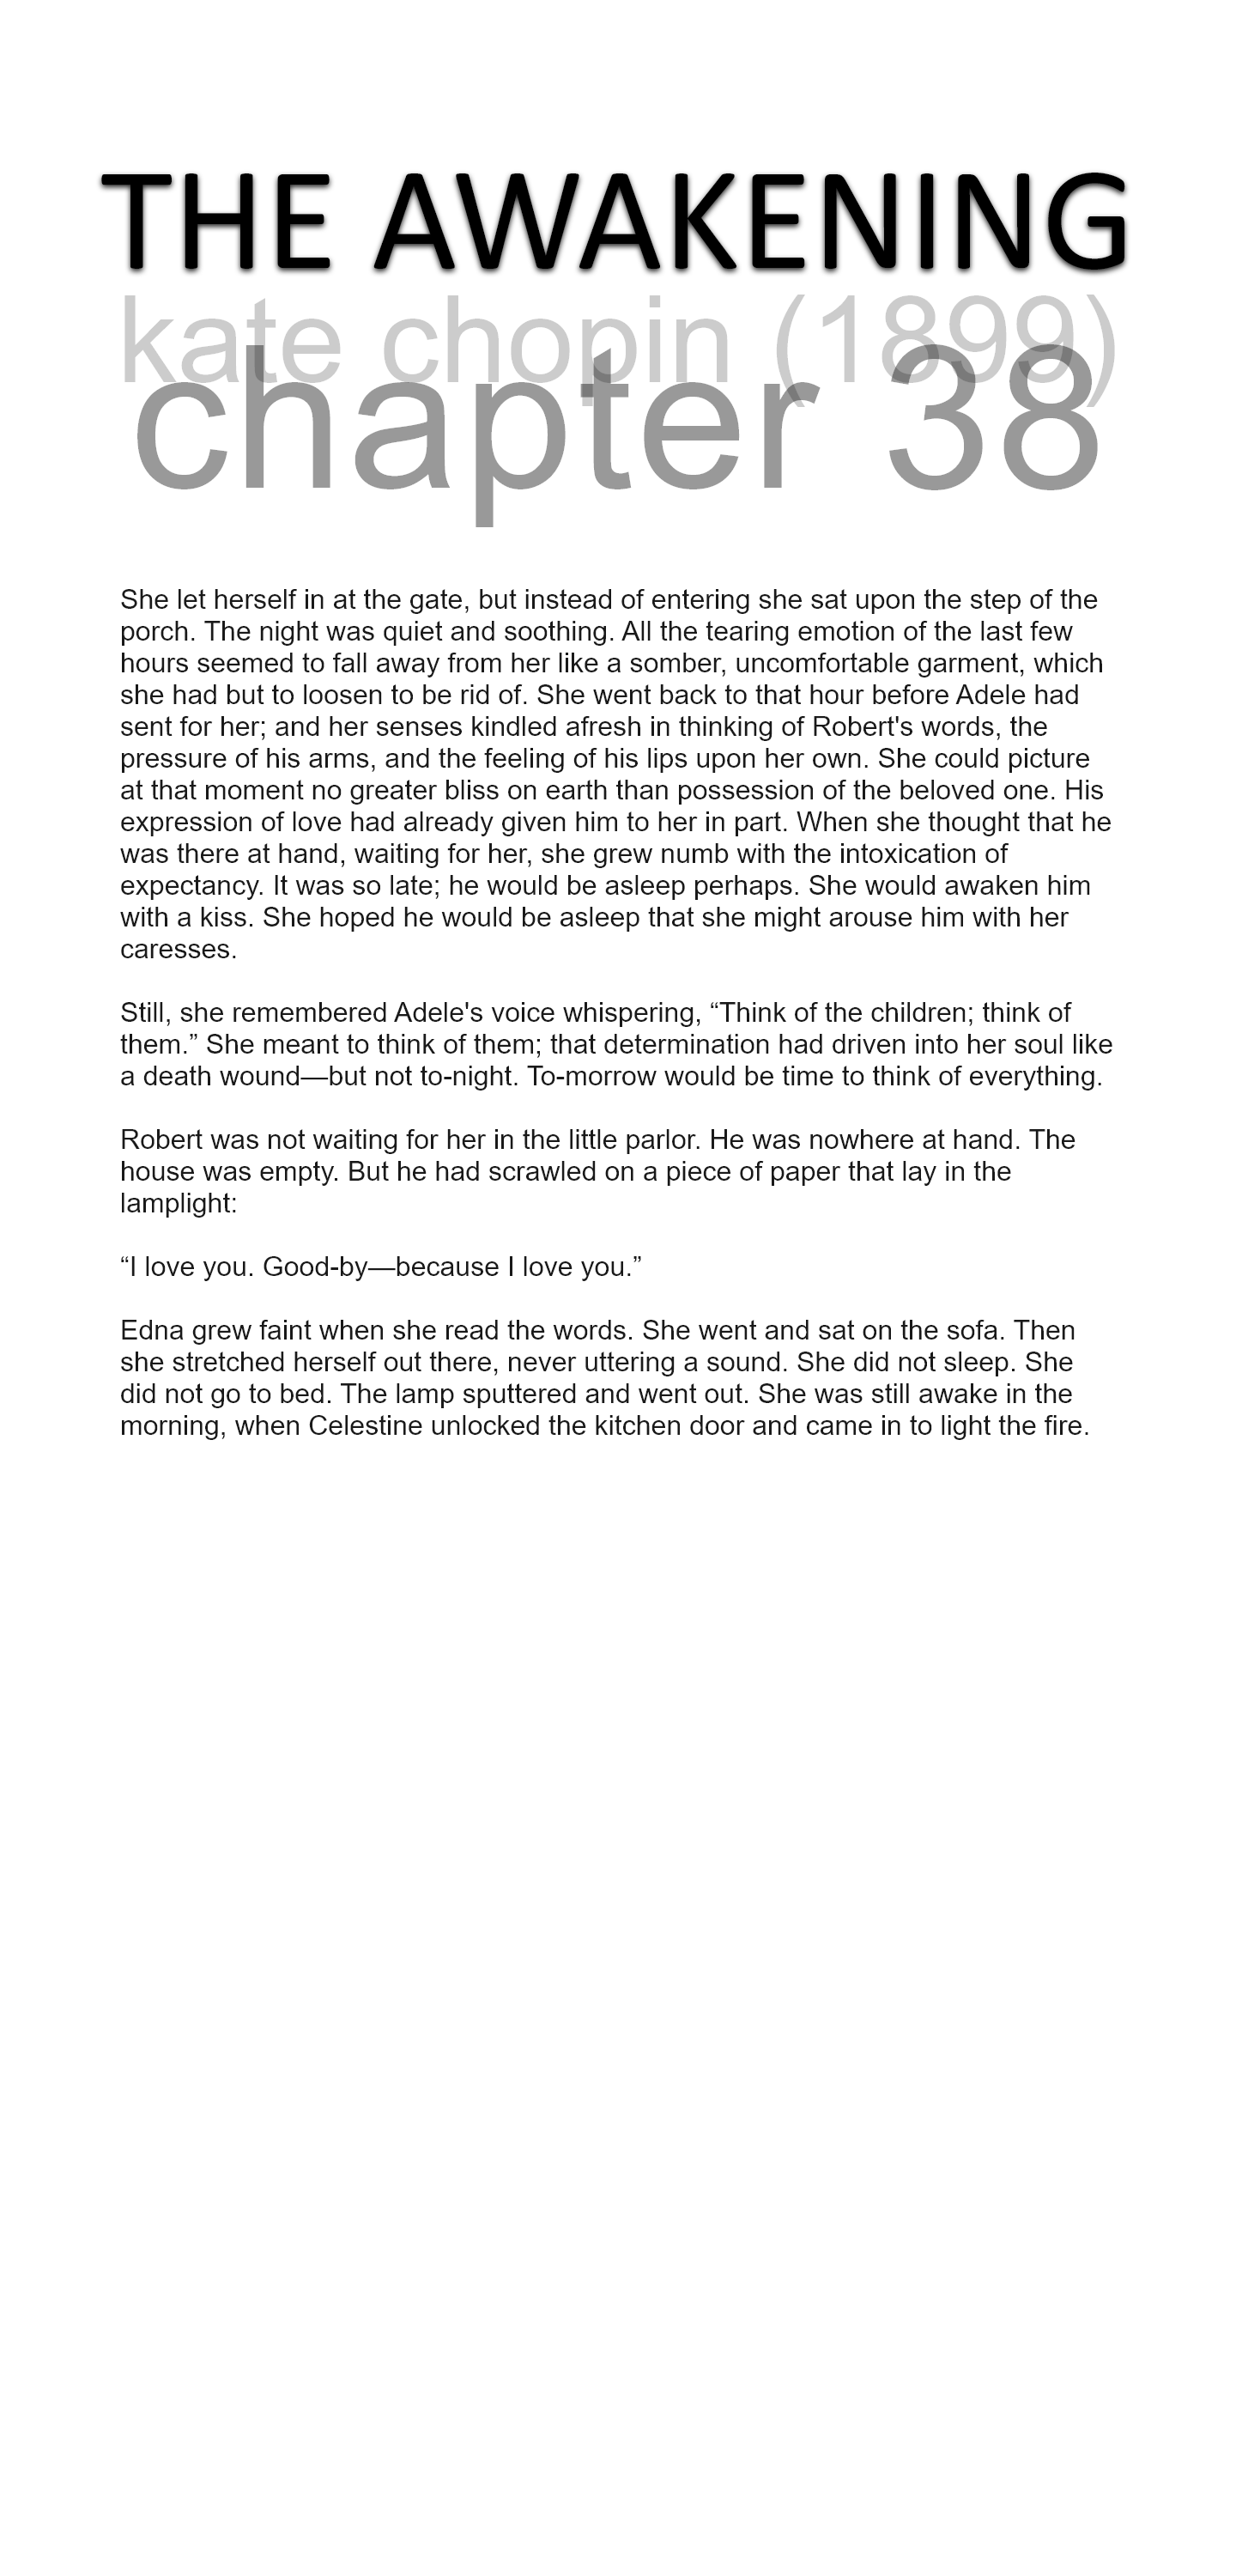 THE AWAKENING
kate chopin (1899)
chapter 38
She let herself in at the gate, but instead of entering she sat upon the step of the
porch. The night was quiet and soothing. All the tearing emotion of the last few
hours seemed to fall away from her like a somber, uncomfortable garment, which
she had but to loosen to be rid of. She went back to that hour before Adele had
sent for her; and her senses kindled afresh in thinking of Robert's words, the
pressure of his arms, and the feeling of his lips upon her own. She could picture
at that moment no greater bliss on earth than possession of the beloved one. His
expression of love had already given him to her in part. When she thought that he
was there at hand, waiting for her, she grew numb with the intoxication of
expectancy. It was so late; he would be asleep perhaps. She would awaken him
with a kiss. She hoped he would be asleep that she might arouse him with her
caresses.
Still, she remembered Adele's voice whispering, “Think of the children; think of
them.” She meant to think of them; that determination had driven into her soul like
a death wound—but not to-night. To-morrow would be time to think of everything.
Robert was not waiting for her in the little parlor. He was nowhere at hand. The
house was empty. But he had scrawled on a piece of paper that lay in the
lamplight:
“I love you. Good-by—because I love you.”
Edna grew faint when she read the words. She went and sat on the sofa. Then
she stretched herself out there, never uttering a sound. She did not sleep. She
did not go to bed. The lamp sputtered and went out. She was still awake in the
morning, when Celestine unlocked the kitchen door and came in to light the fire.